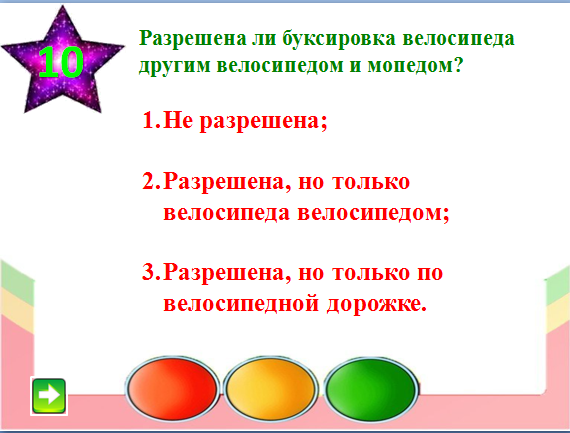 10
Разрешена ли буксировка велосипеда
другим велосипедом и мопедом?
1.Не разрешена;
2.Разрешена, но только
велосипеда велосипедом;
3.Разрешена, но только по
велосипедной дорожке.